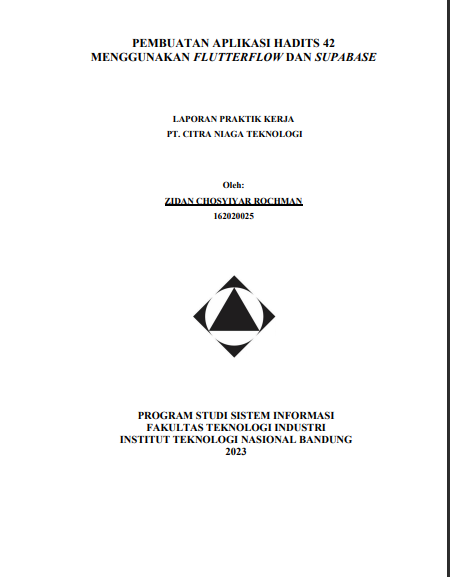 PEMBUATAN APLIKASI HADITS 42
MENGGUNAKAN FLUTTERFLOW DAN SUPABASE
LAPORAN PRAKTIK KERJA
PT. CITRA NIAGA TEKNOLOGI
Oleh:
ZIDAN CHOSYIYAR ROCHMAN
162020025
PROGRAM STUDI SISTEM INFORMASI
FAKULTAS TEKNOLOGI INDUSTRI
INSTITUT TEKNOLOGI NASIONAL BANDUNG
2023